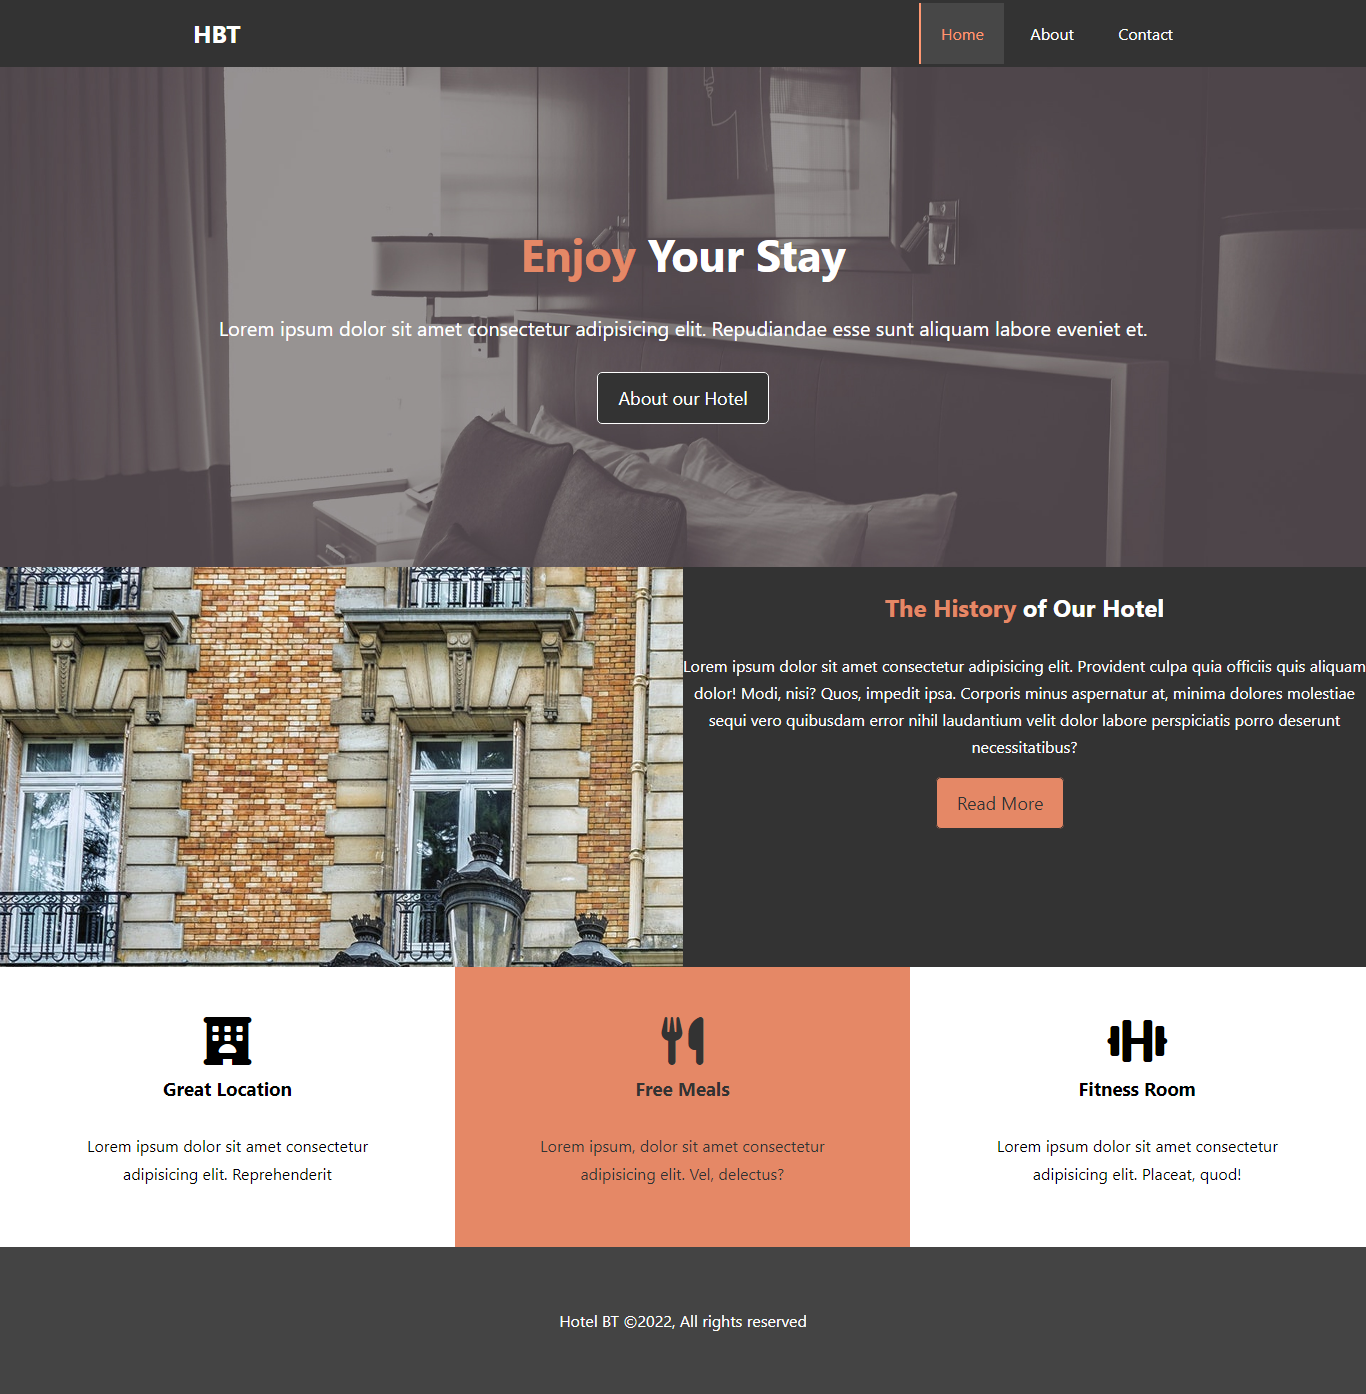 HBT
Home
About
Contact
Enjoy Your Stay
Lorem ipsum dolor sit amet consectetur adipisicing elit. Repudiandae esse sunt aliquam labore eveniet et.
About our Hotel
The History of Our Hotel
Lorem ipsum dolor sit amet consectetur adipisicing elit. Provident culpa quia officiis quis aliquam
dolor! Modi, nisi? Quos, impedit ipsa. Corporis minus aspernatur at, minima dolores molestiae
sequi vero quibusdam error nihil laudantium velit dolor labore perspiciatis porro deserunt
necessitatibus?
Read More
Great Location
Lorem ipsum dolor sit amet consectetur
adipisicing elit. Reprehenderit
Free Meals
Lorem ipsum, dolor sit amet consectetur
adipisicing elit. Vel, delectus?
Fitness Room
Lorem ipsum dolor sit amet consectetur
adipisicing elit. Placeat, quod!
Hotel BT ©2022, All rights reserved